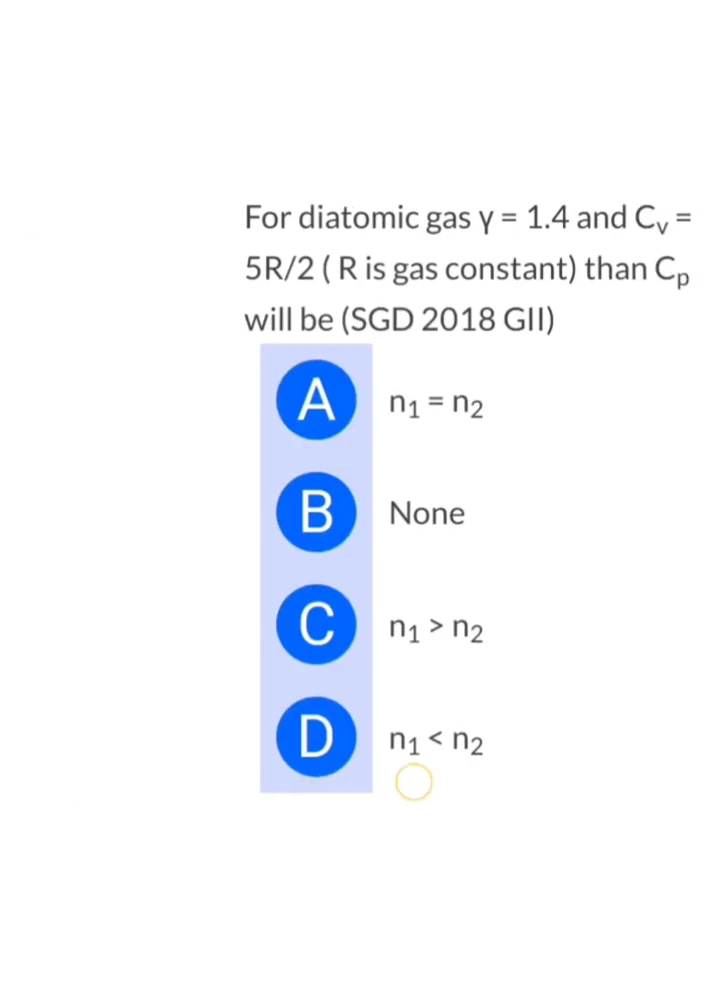 For diatomic gas γ = 1.4 and Cᵥ =
5R/2 ( R is gas constant) than Cₚ
will be (SGD 2018 GII)
A n₁ = n₂
B None
C n₁ > n₂
D n₁ < n₂